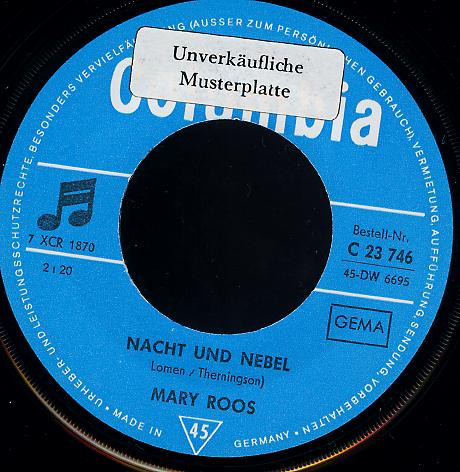 Unverkäufliche
Musterplatte
Columbia
URHEBER- UND LEISTUNGSSCHUTZRECHTE, BESONDERS VERVIELFÄLTIGUNG (AUSSER ZUM PERSÖNLICHEN GEBRAUCH), VERMIETUNG, AUFFÜHRUNG, SENDUNG, VORBEHALTEN
7 XCR 1870
2 : 20
Bestell-Nr.
C 23 746
45-DW 6695
GEMA
NACHT UND NEBEL
Lomen / Therningson)
MARY ROOS
• MADE IN 45 GERMANY •